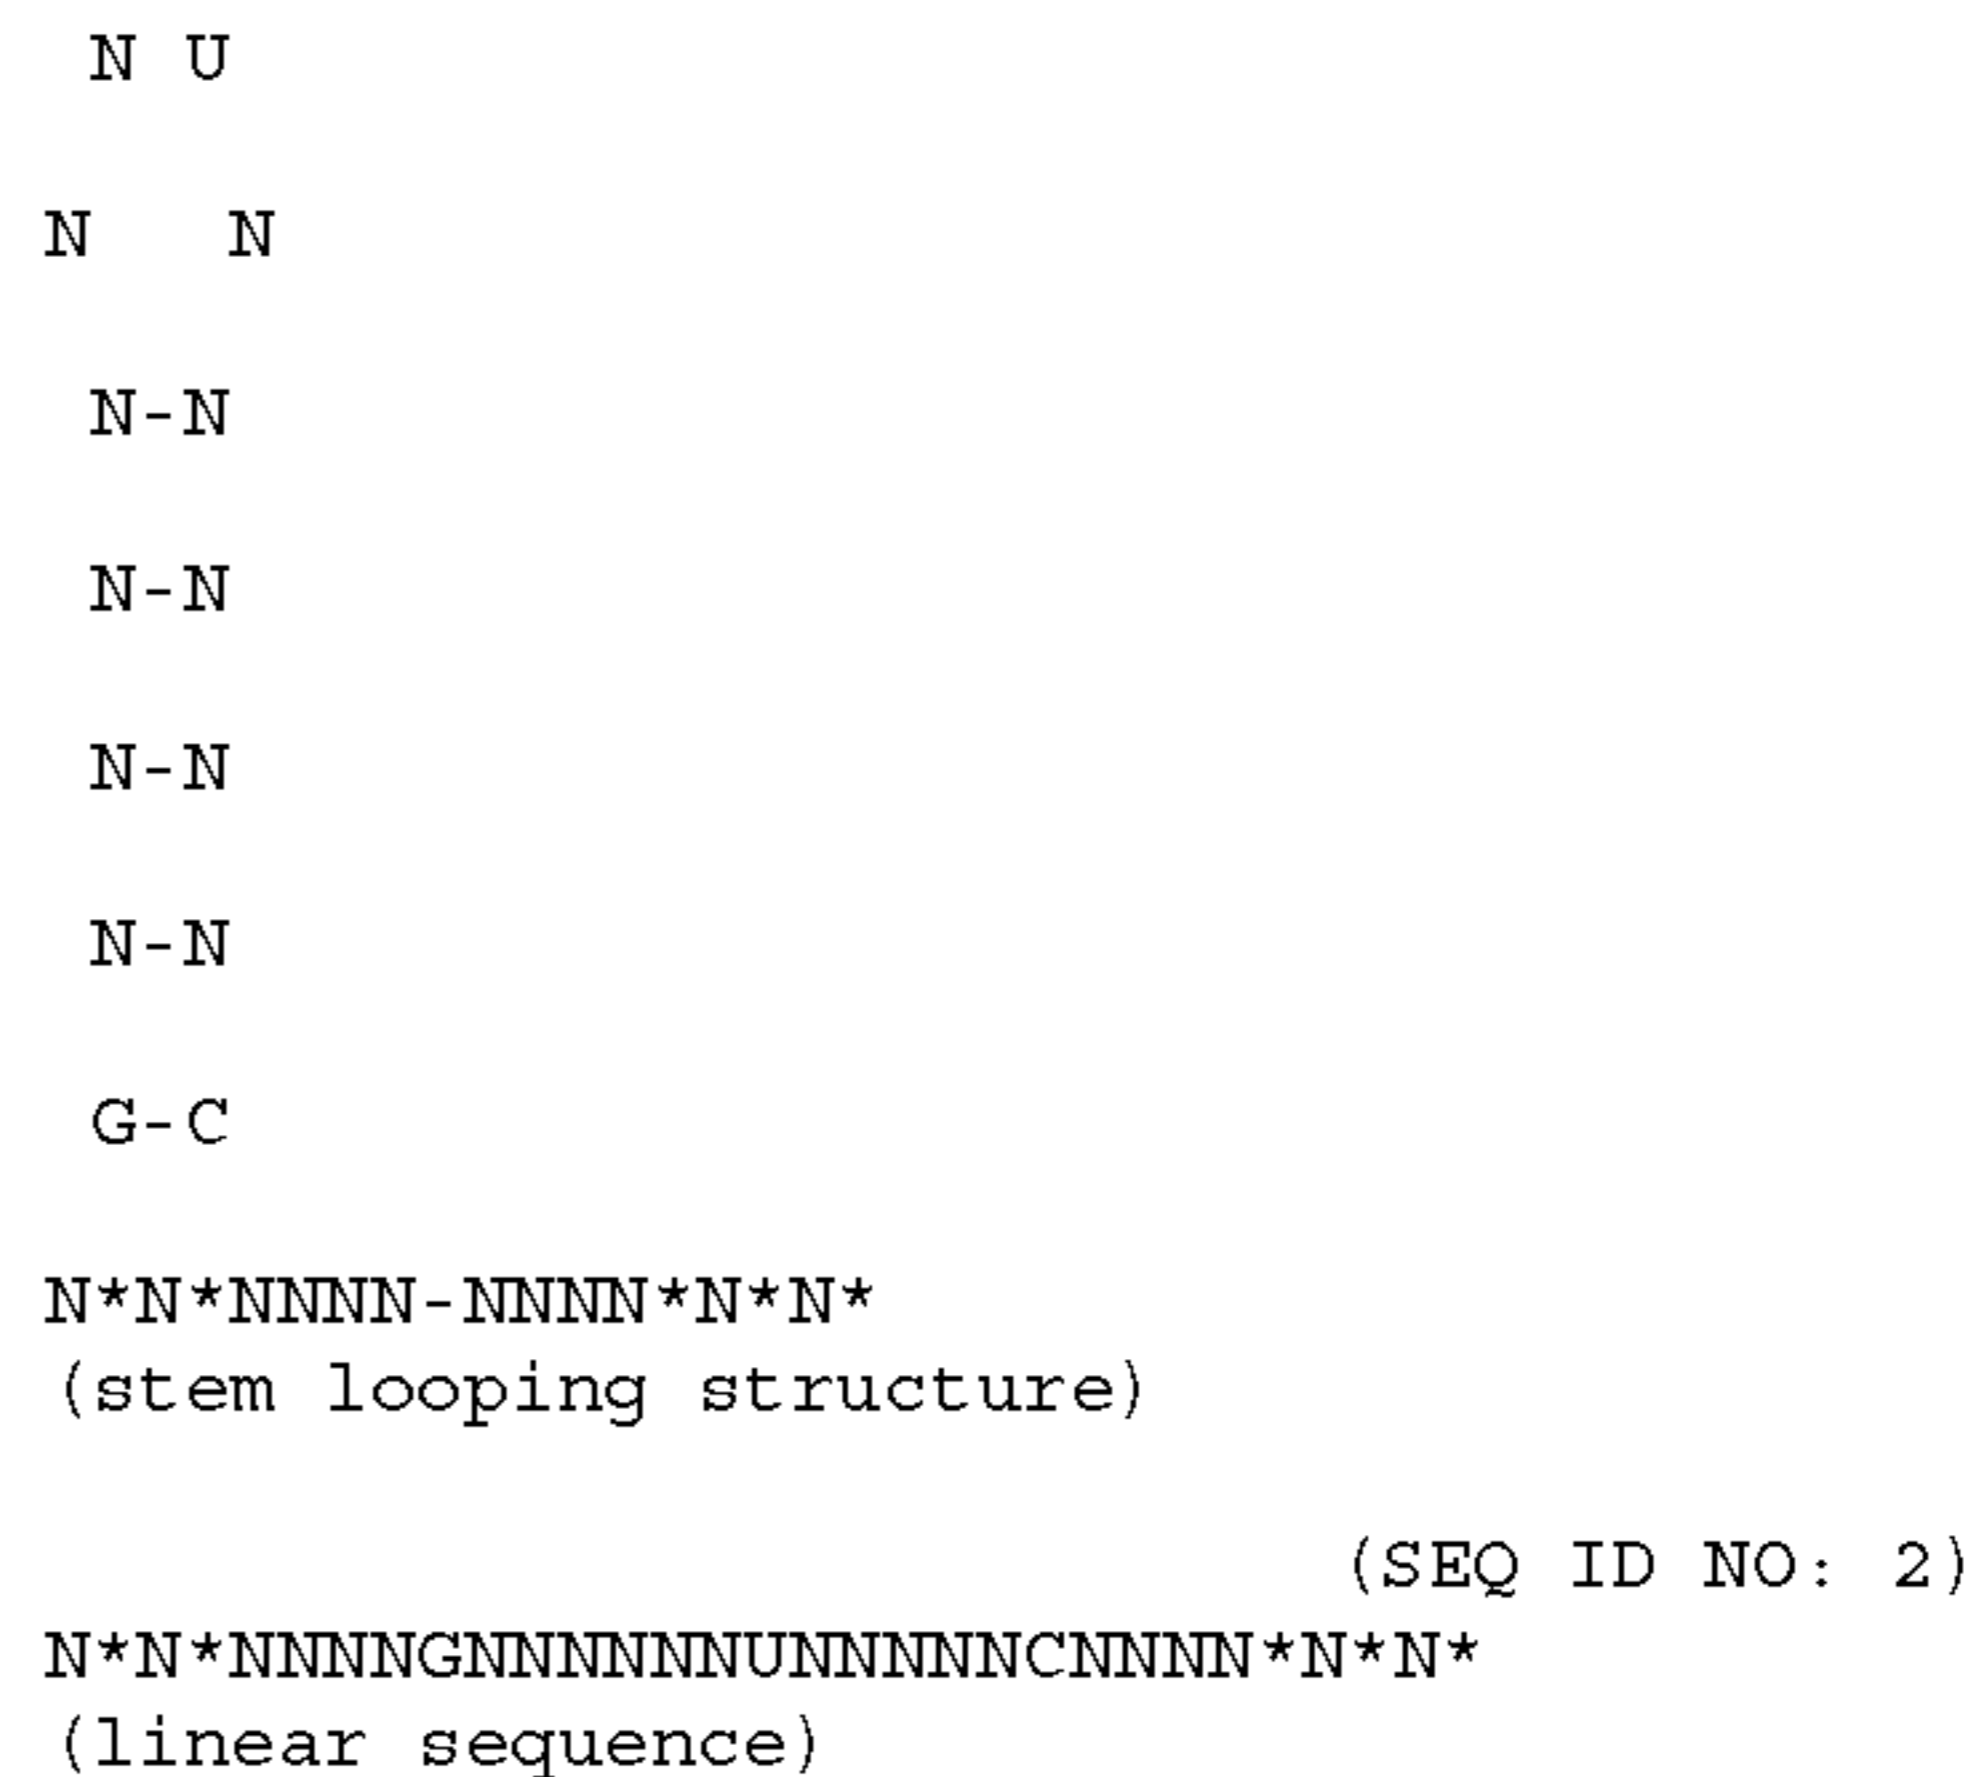 N U
N   N
N-N
N-N
N-N
N-N
G-C
N*N*NNNN-NNNN*N*N*
(stem looping structure)
(SEQ ID NO: 2)
N*N*NNNNGNNNNNNUNNNNNCNNNN*N*N*
(linear sequence)